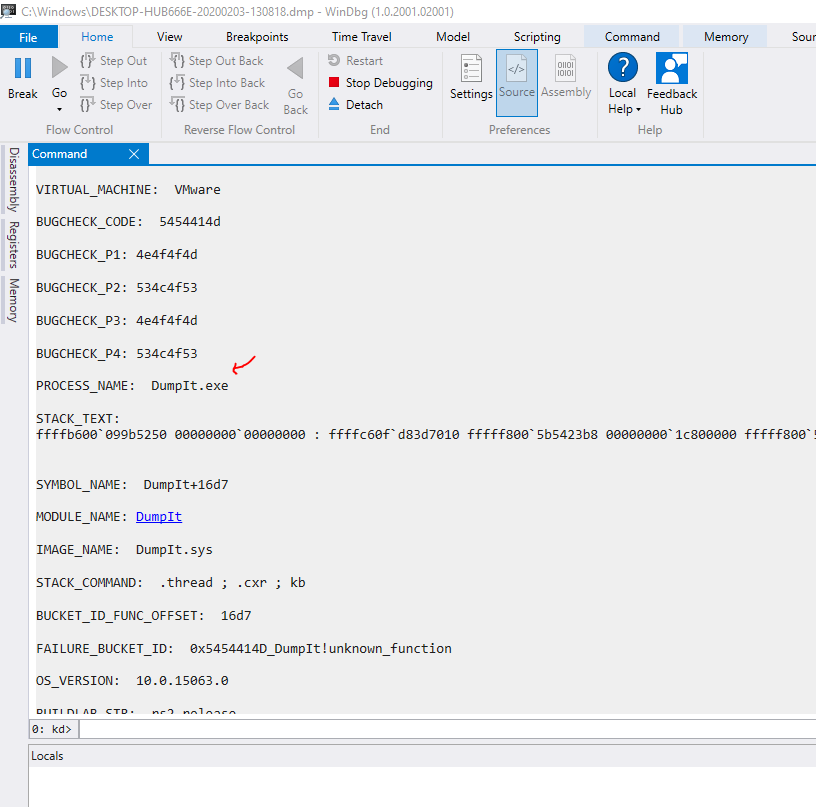 C:\Windows\DESKTOP-HUB666E-20200203-130818.dmp - WinDbg (1.0.2001.02001)
File Home View Breakpoints Time Travel Model Scripting Command Memory Sour
Break
Go
Step Out
Step Into
Step Over
Flow Control
Step Out Back
Step Into Back
Step Over Back
Go
Back
Reverse Flow Control
Restart
Stop Debugging
Detach
End
Settings Source Assembly
Preferences
Local
Help
Feedback
Hub
Help
Disassembly
Registers
Memory
Command
VIRTUAL_MACHINE: VMware
BUGCHECK_CODE: 5454414d
BUGCHECK_P1: 4e4f4f4d
BUGCHECK_P2: 534c4f53
BUGCHECK_P3: 4e4f4f4d
BUGCHECK_P4: 534c4f53
PROCESS_NAME: DumpIt.exe
STACK_TEXT:
ffffb600`099b5250 00000000`00000000 : ffffc60f`d83d7010 fffff800`5b5423b8 00000000`1c800000 fffff800`
SYMBOL_NAME: DumpIt+16d7
MODULE_NAME: DumpIt
IMAGE_NAME: DumpIt.sys
STACK_COMMAND: .thread ; .cxr ; kb
BUCKET_ID_FUNC_OFFSET: 16d7
FAILURE_BUCKET_ID: 0x5454414D_DumpIt!unknown_function
OS_VERSION: 10.0.15063.0
BUILDLAB_STR: rs2_release
0: kd>
Locals